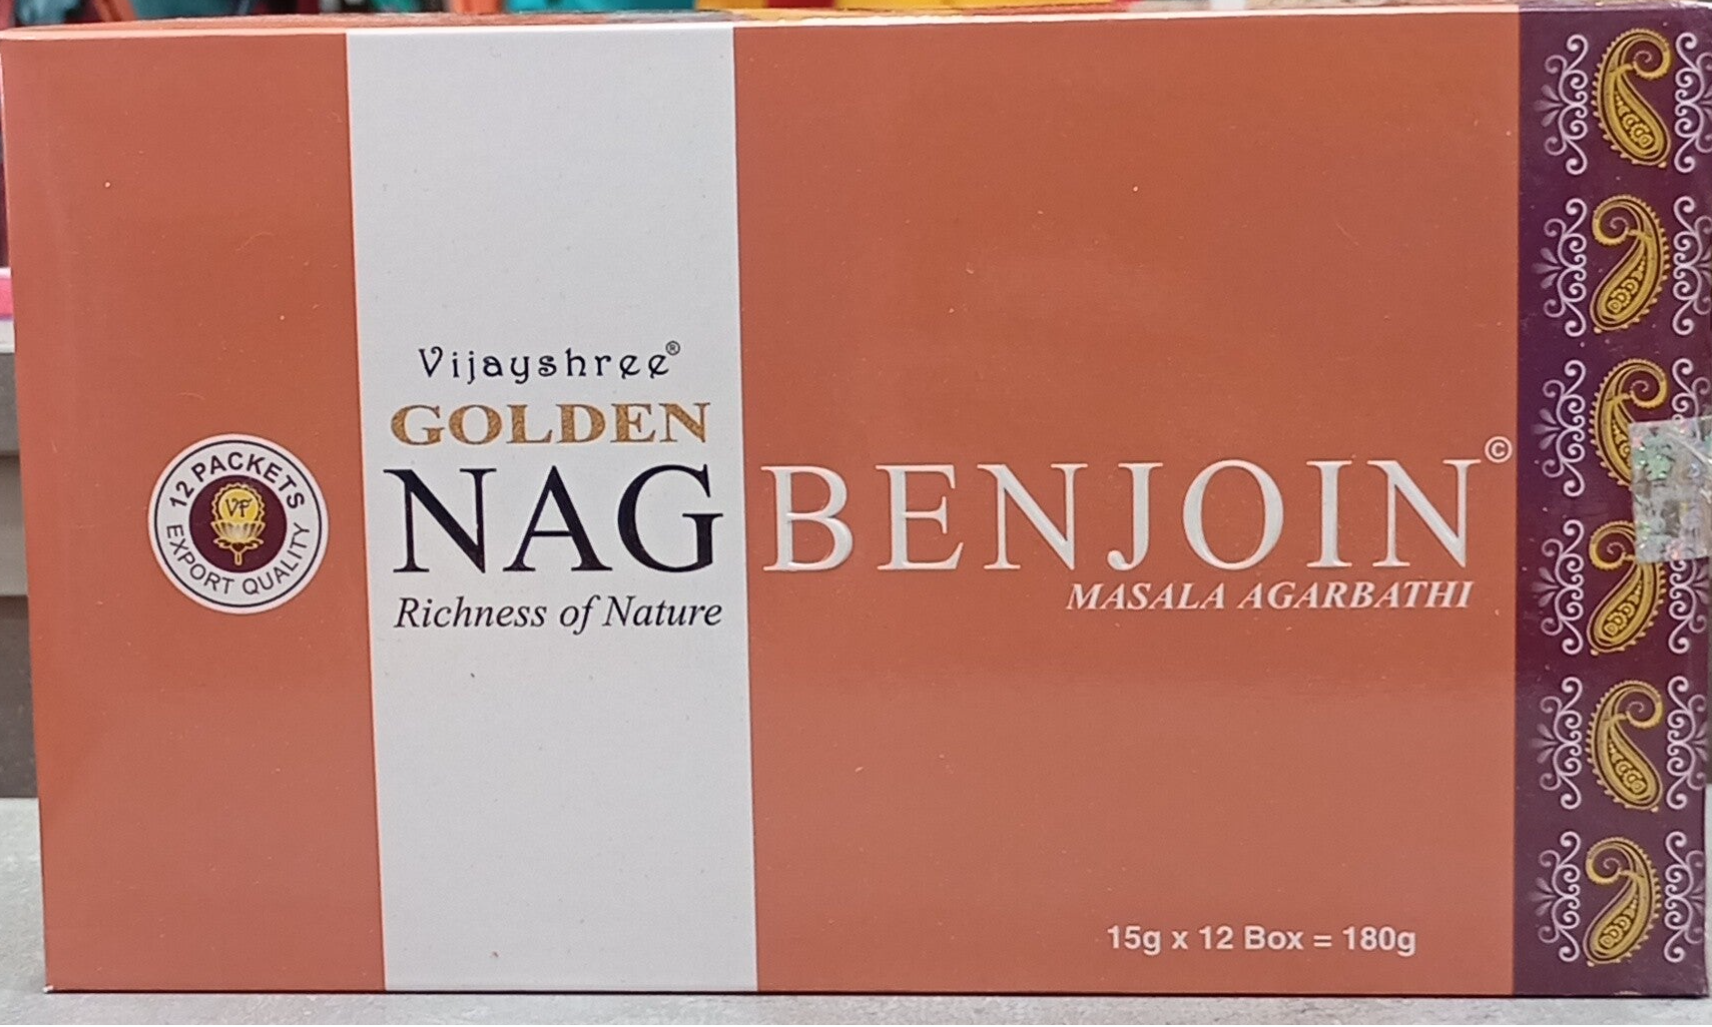 12 PACKETS
VF
EXPORT QUALITY
Vijayshree®
GOLDEN
NAG BENJOIN©
Richness of Nature
MASALA AGARBATHI
15g x 12 Box = 180g